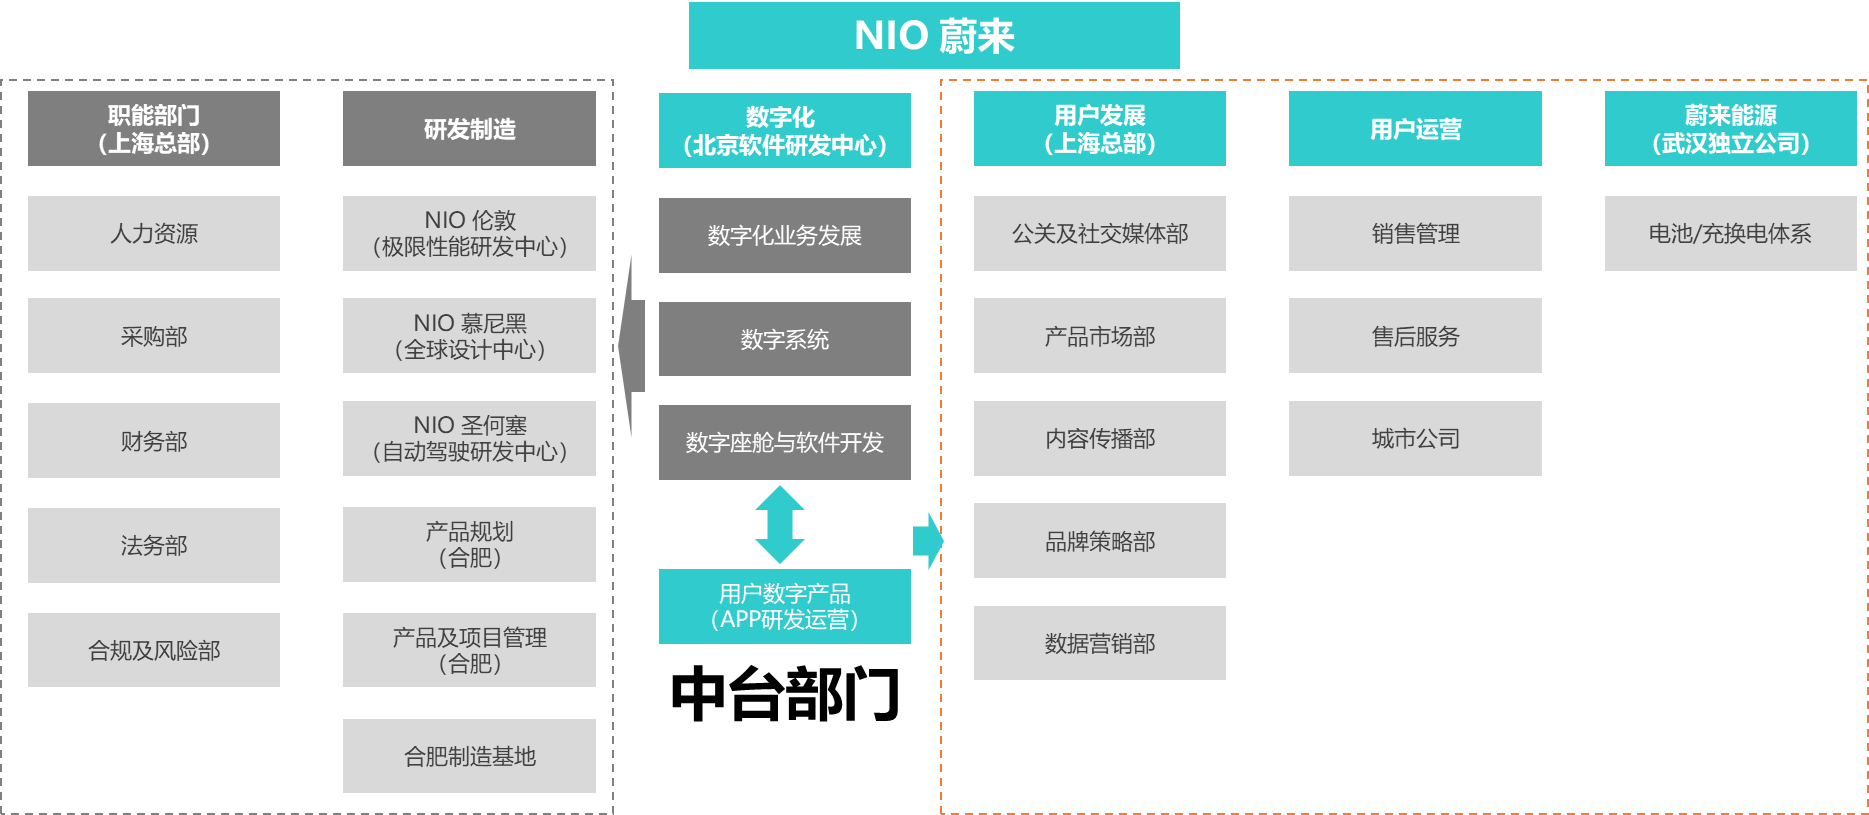 NIO 蔚来
职能部门
（上海总部）
人力资源
采购部
财务部
法务部
合规及风险部
研发制造
NIO 伦敦
（极限性能研发中心）
NIO 慕尼黑
（全球设计中心）
NIO 圣何塞
（自动驾驶研发中心）
产品规划
（合肥）
产品及项目管理
（合肥）
合肥制造基地
数字化
（北京软件研发中心）
数字化业务发展
数字系统
数字座舱与软件开发
用户数字产品
（APP研发运营）
中台部门
用户发展
（上海总部）
公关及社交媒体部
产品市场部
内容传播部
品牌策略部
数据营销部
用户运营
销售管理
售后服务
城市公司
蔚来能源
（武汉独立公司）
电池/充换电体系